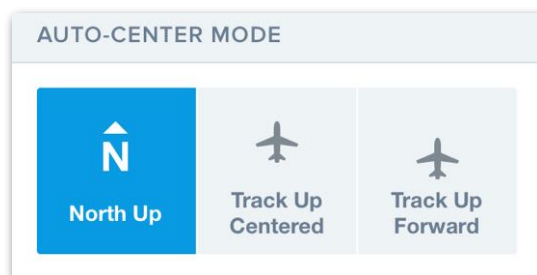 AUTO-CENTER MODE
N
North Up
Track Up
Centered
Track Up
Forward